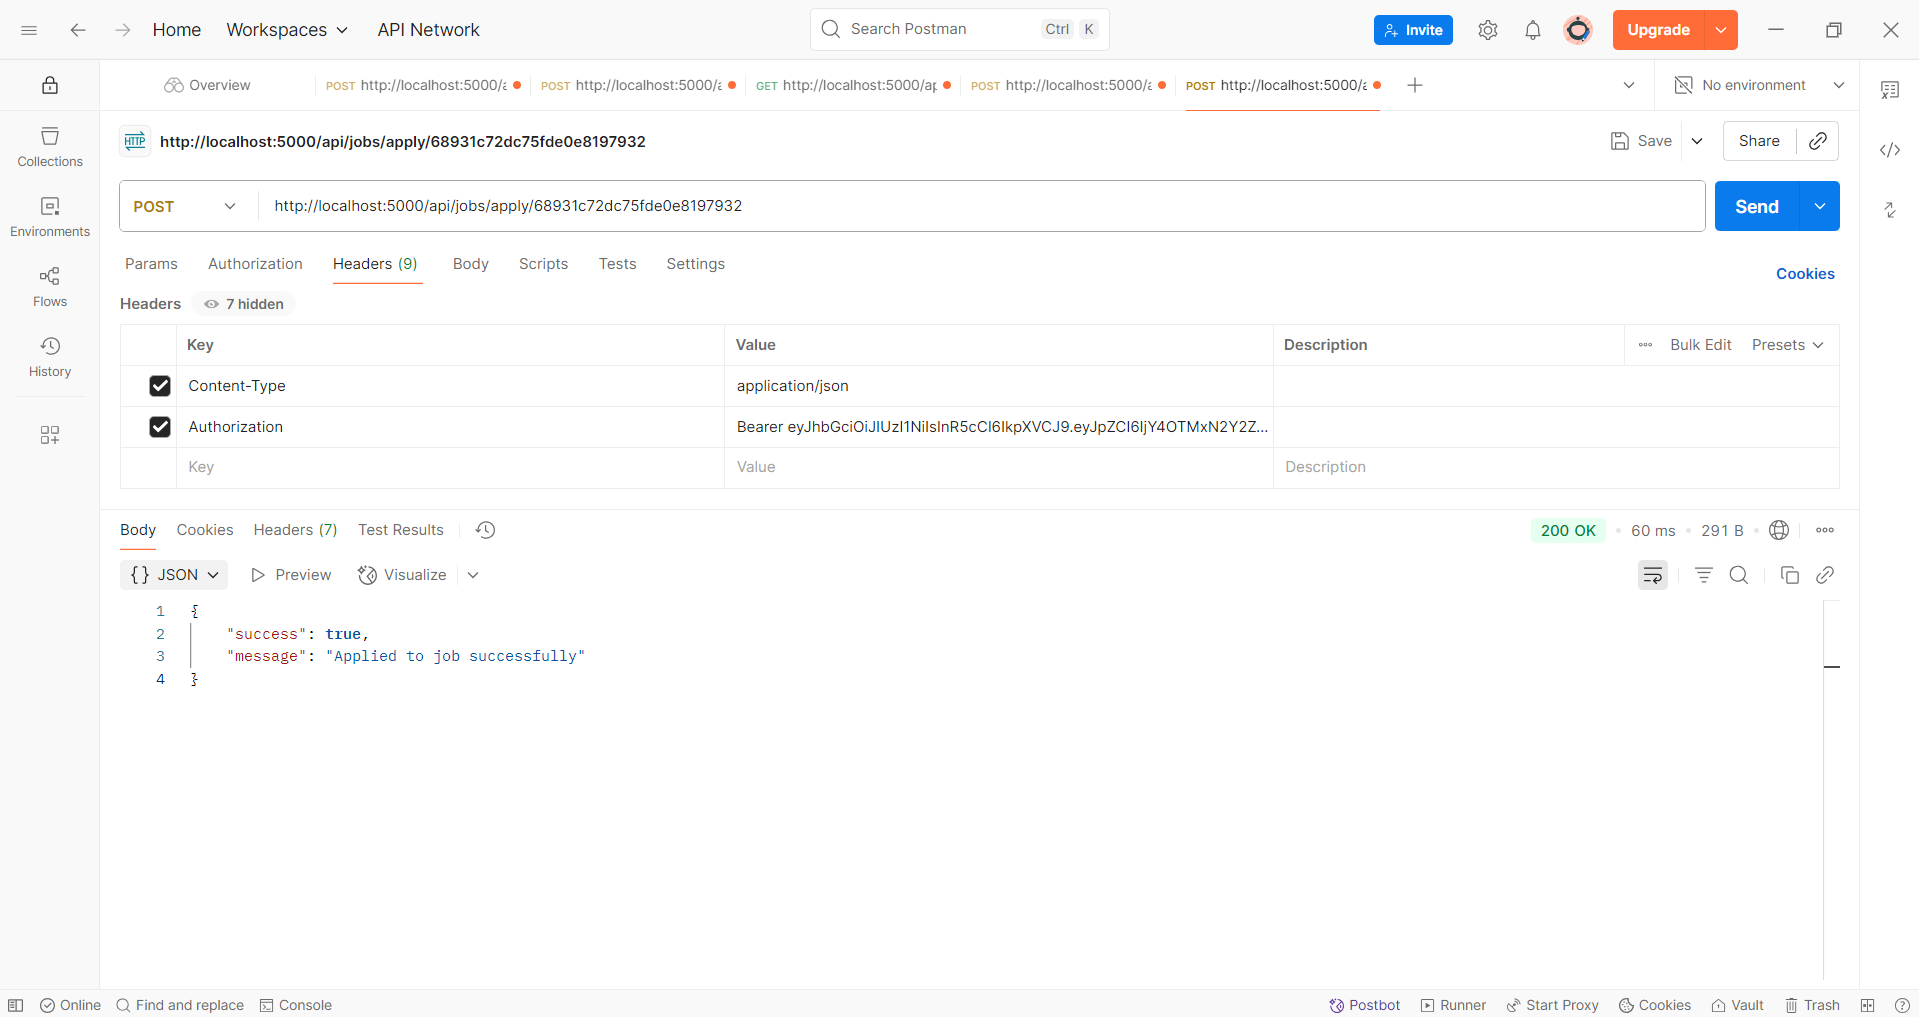 Home Workspaces API Network Search Postman Ctrl K Invite Upgrade
Overview POST http://localhost:5000/a POST http://localhost:5000/a GET http://localhost:5000/ap POST http://localhost:5000/a POST http://localhost:5000/a No environment
Collections
Environments
Flows
History
HTTP http://localhost:5000/api/jobs/apply/68931c72dc75fde0e8197932 Save Share
POST http://localhost:5000/api/jobs/apply/68931c72dc75fde0e8197932 Send
Params Authorization Headers (9) Body Scripts Tests Settings Cookies
Headers 7 hidden
Key Value Description Bulk Edit Presets
Content-Type application/json
Authorization Bearer eyJhbGciOiJIUzI1NiIsInR5cCI6IkpXVCJ9.eyJpZCI6IjY4OTMxN2Y2Z...
Key Value Description
Body Cookies Headers (7) Test Results 200 OK 60 ms 291 B
{} JSON Preview Visualize
1 {
2 "success": true,
3 "message": "Applied to job successfully"
4 }
Online Find and replace Console Postbot Runner Start Proxy Cookies Vault Trash